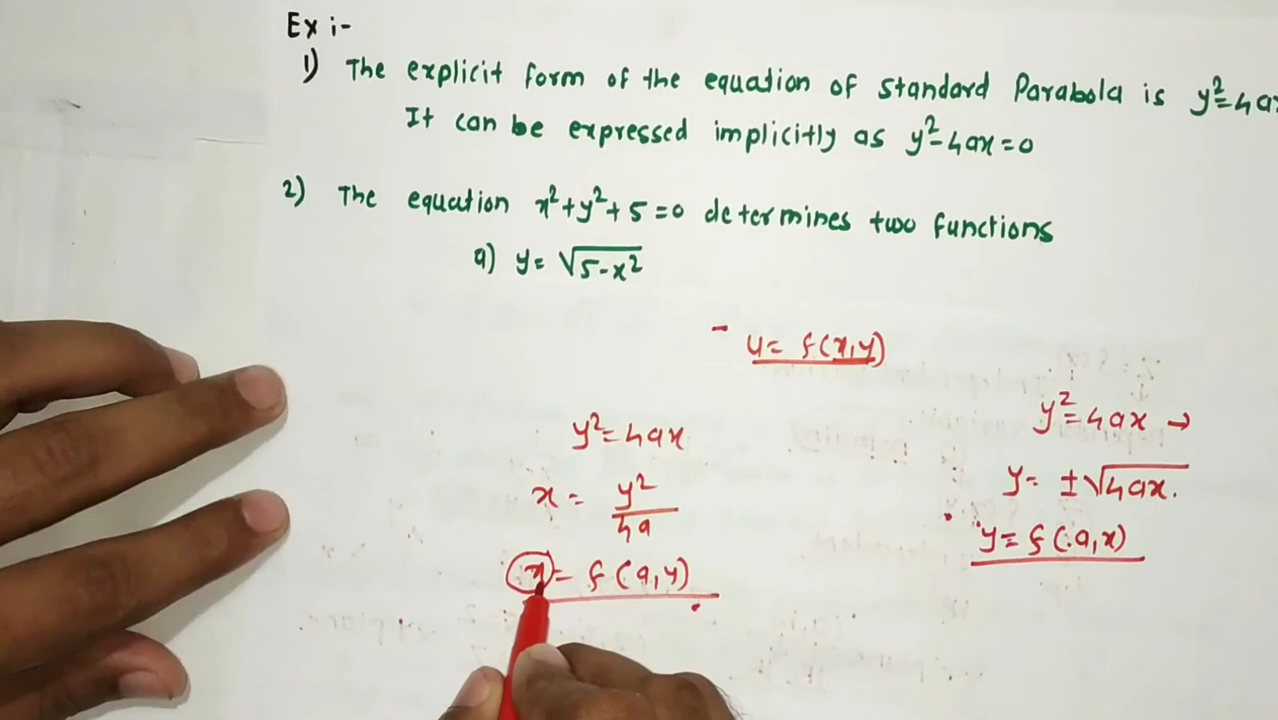 Ex :-
1) The explicit form of the equation of standard Parabola is y²=4ax
It can be expressed implicitly as y²-4ax=0
2) The equation x²+y²+5=0 determines two functions
a) y= √5-x²
u= f(x,y)
y²=4ax
x = y²/4a
x= f(a,y)
y²=4ax →
y= ±√4ax.
y= f(a,x)